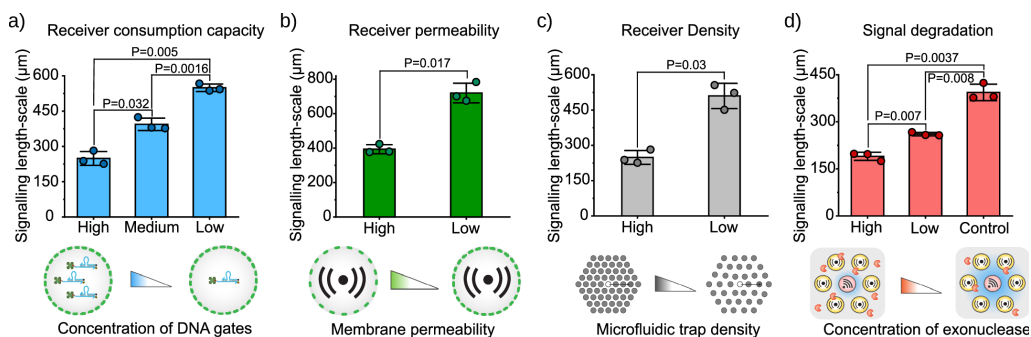 a)
Receiver consumption capacity
Signalling length-scale (µm)
600
450
300
150
0
P=0.005
P=0.0016
P=0.032
High
Medium
Low
Concentration of DNA gates
b)
Receiver permeability
Signalling length-scale (µm)
800
600
400
200
0
P=0.017
High
Low
Membrane permeability
c)
Receiver Density
Signalling length-scale (µm)
600
450
300
150
0
P=0.03
High
Low
Microfluidic trap density
d)
Signal degradation
Signalling length-scale (µm)
450
360
270
180
90
0
P=0.0037
P=0.008
P=0.007
High
Low
Control
Concentration of exonuclease